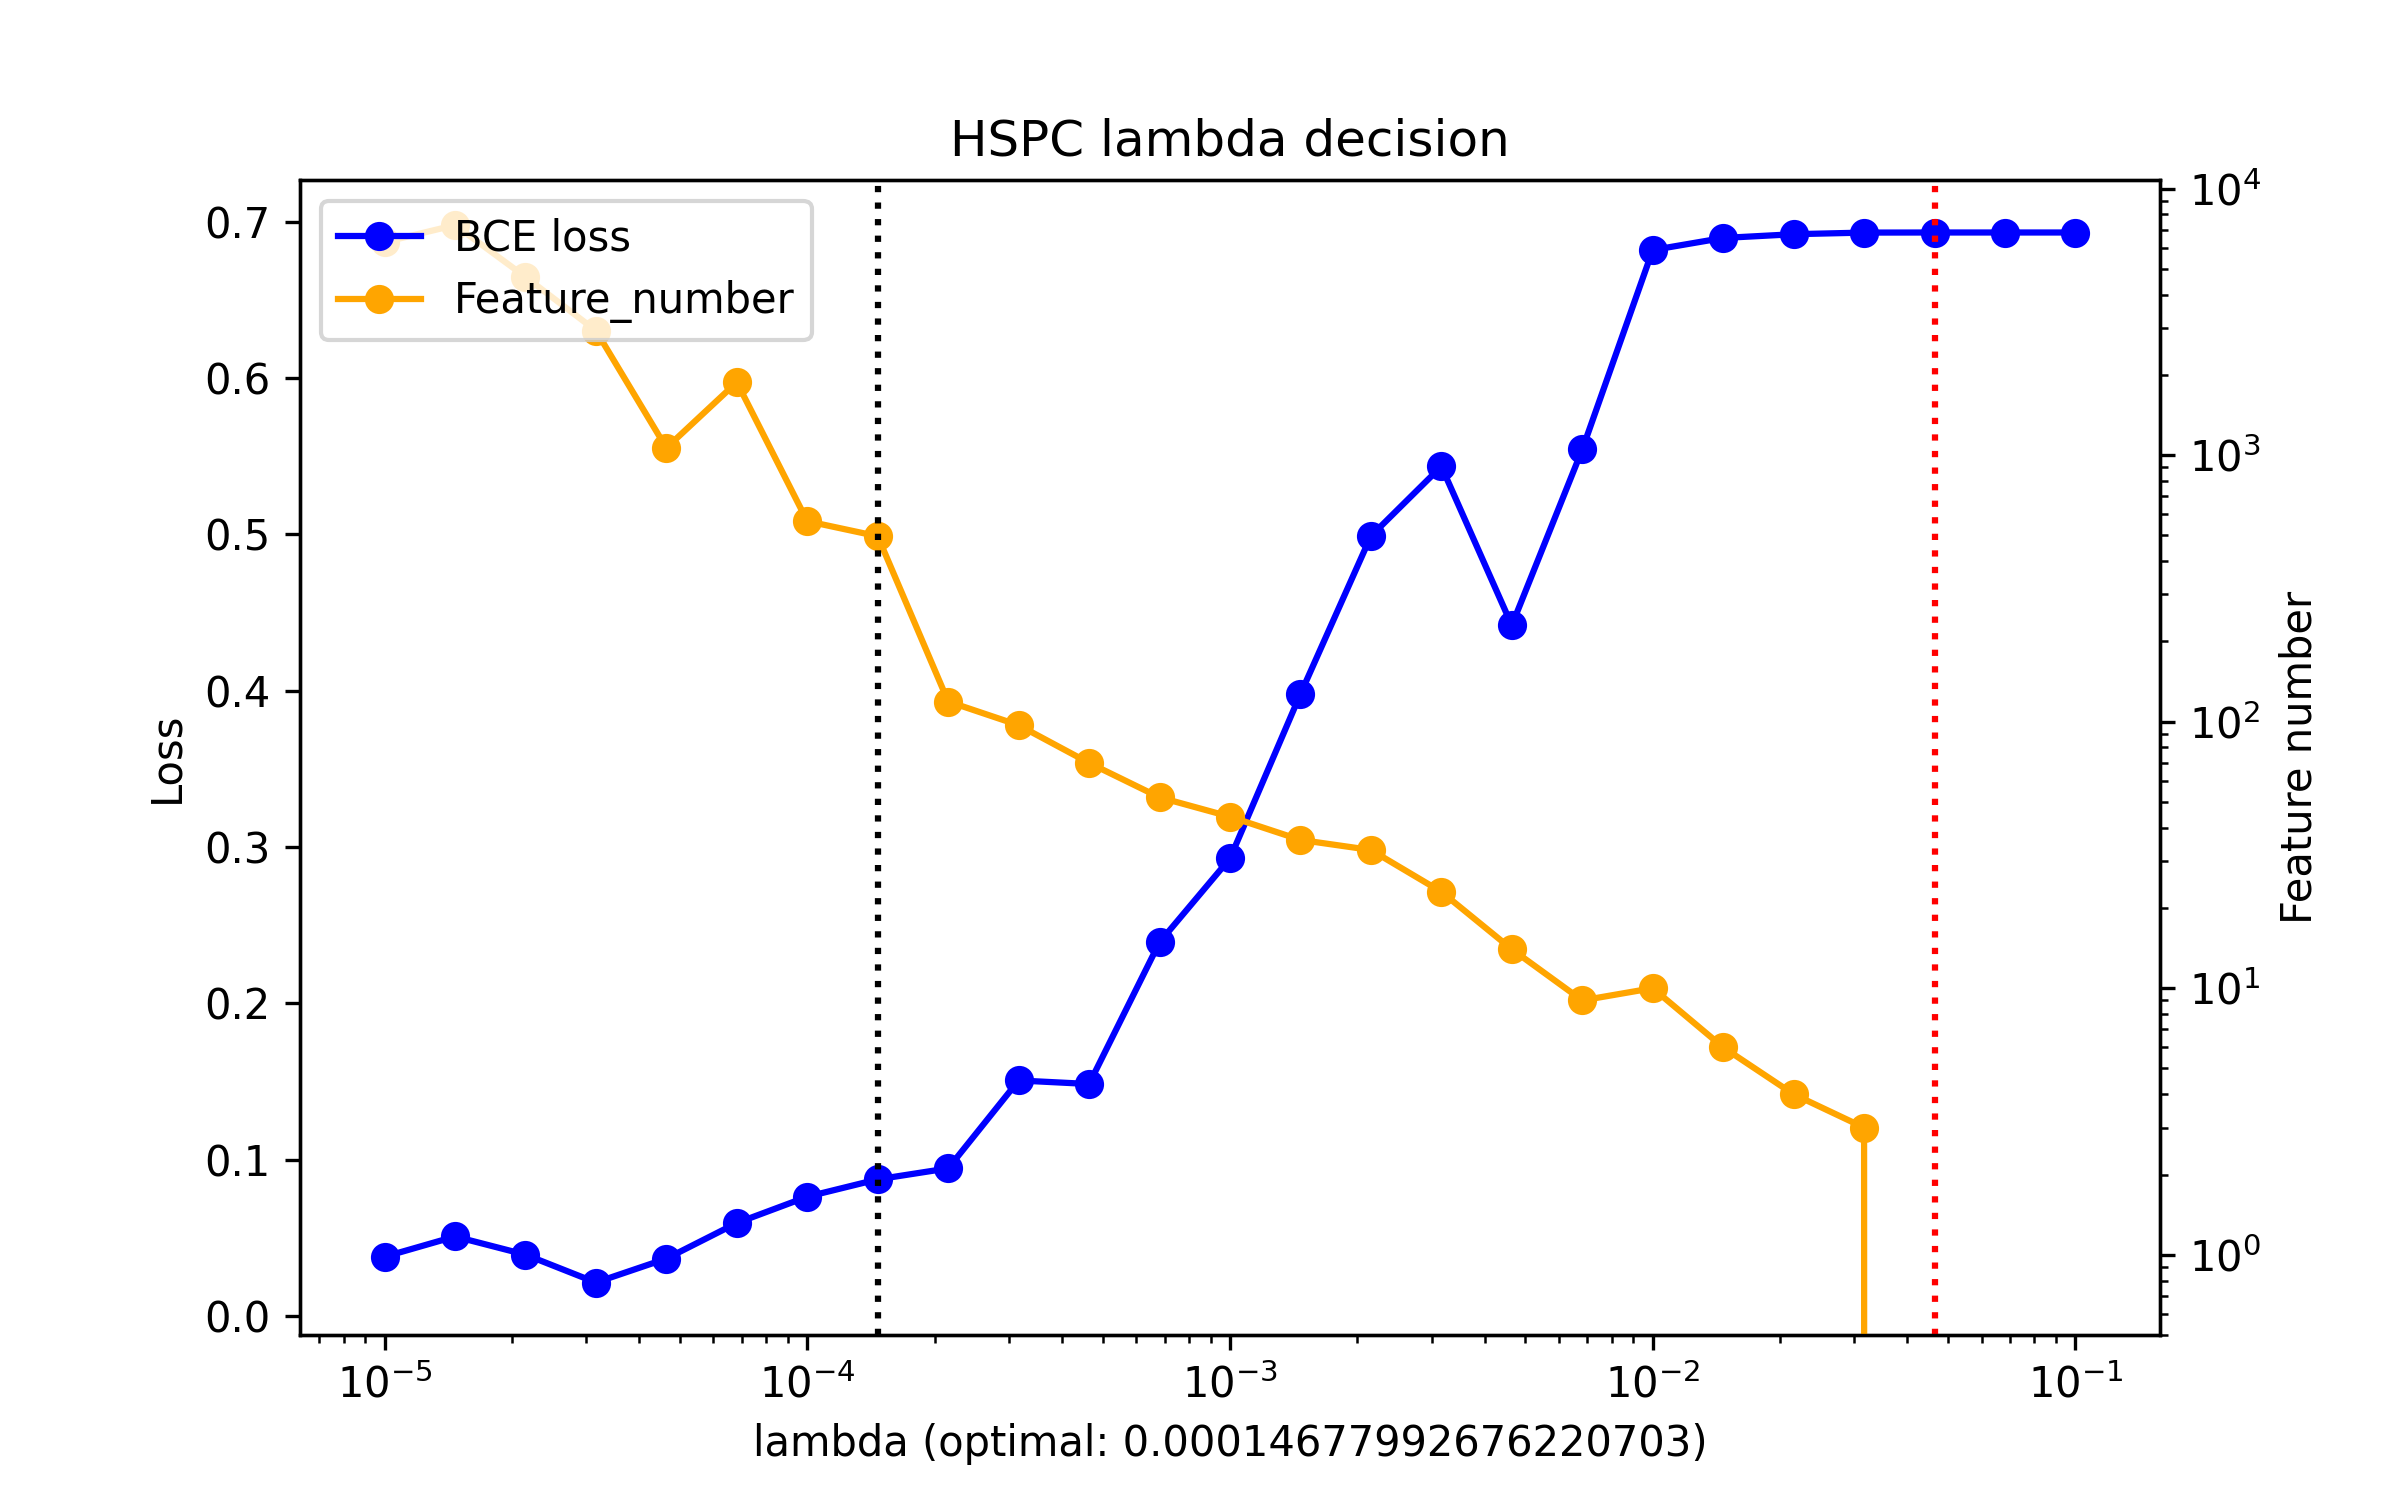 HSPC lambda decision
BCE loss
Feature_number
0.7
0.6
0.5
0.4
0.3
0.2
0.1
0.0
Loss
10⁴
10³
10²
10¹
10⁰
Feature number
10⁻⁵ 10⁻⁴ 10⁻³ 10⁻² 10⁻¹
lambda (optimal: 0.00014677992676220703)